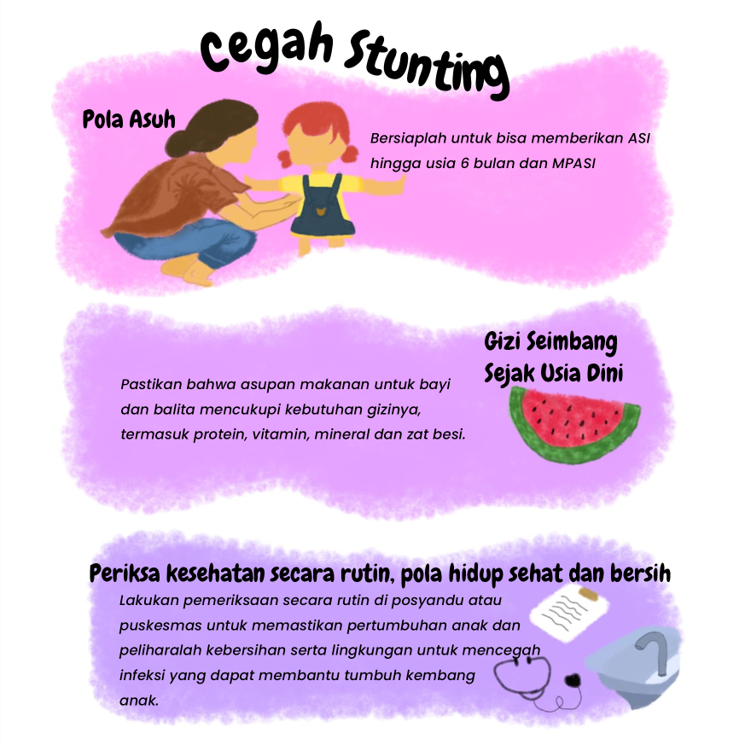 Cegah Stunting
Pola Asuh
Bersiaplah untuk bisa memberikan ASI
hingga usia 6 bulan dan MPASI
Gizi Seimbang
Sejak Usia Dini
Pastikan bahwa asupan makanan untuk bayi
dan balita mencukupi kebutuhan gizinya,
termasuk protein, vitamin, mineral dan zat besi.
Periksa kesehatan secara rutin, pola hidup sehat dan bersih
Lakukan pemeriksaan secara rutin di posyandu atau
puskesmas untuk memastikan pertumbuhan anak dan
peliharalah kebersihan serta lingkungan untuk mencegah
infeksi yang dapat membantu tumbuh kembang
anak.